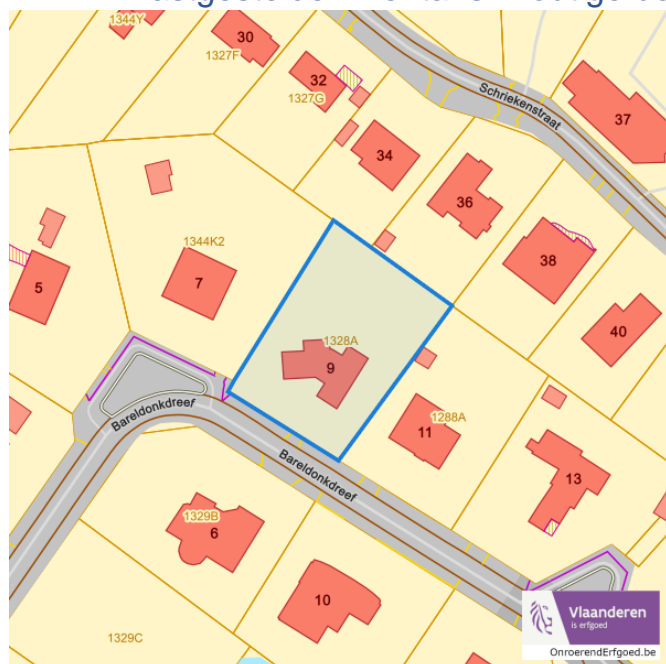 1344Y
30
1327F
32
1327G
Schriekenstraat
37
34
36
1344K2
38
5
7
40
1328A
9
Bareldonkdreef
1288A
11
Bareldonkdreef
13
1329B
6
10
1329C
Vlaanderen
is erfgoed
OnroerendErfgoed.be